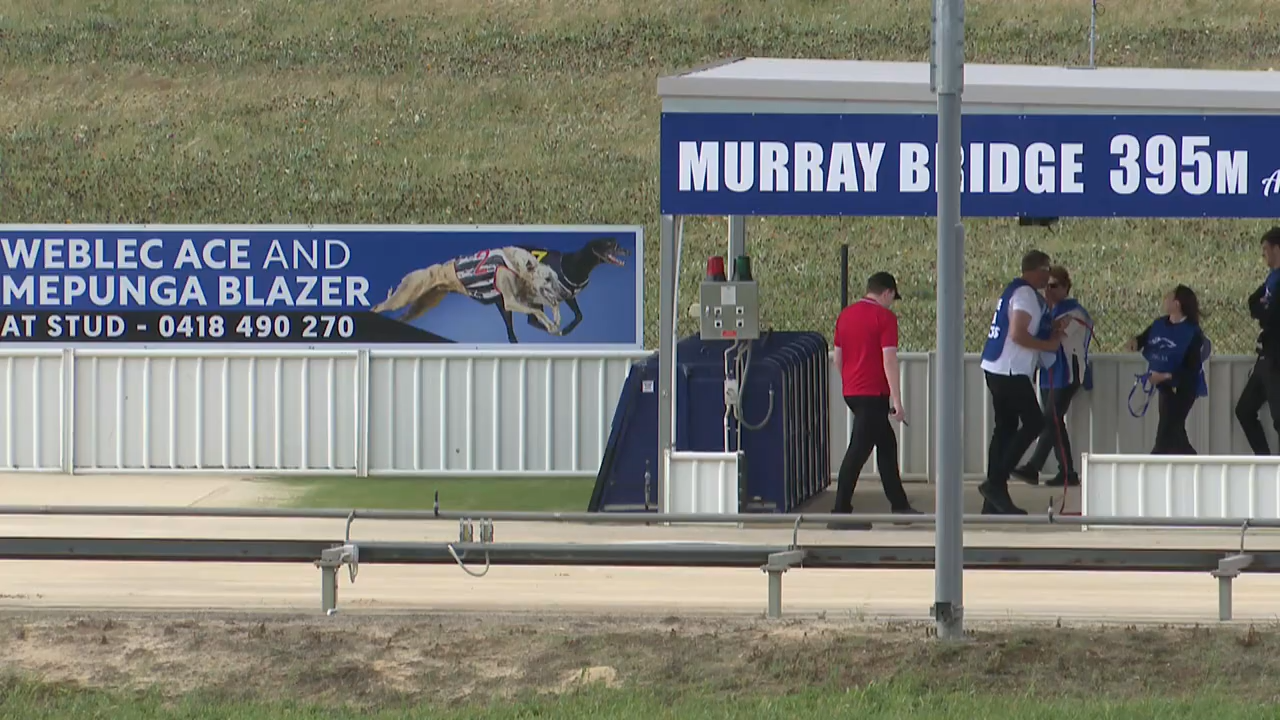 WEBLEC ACE AND
MEPUNGA BLAZER
AT STUD - 0418 490 270
MURRAY BRIDGE 395M